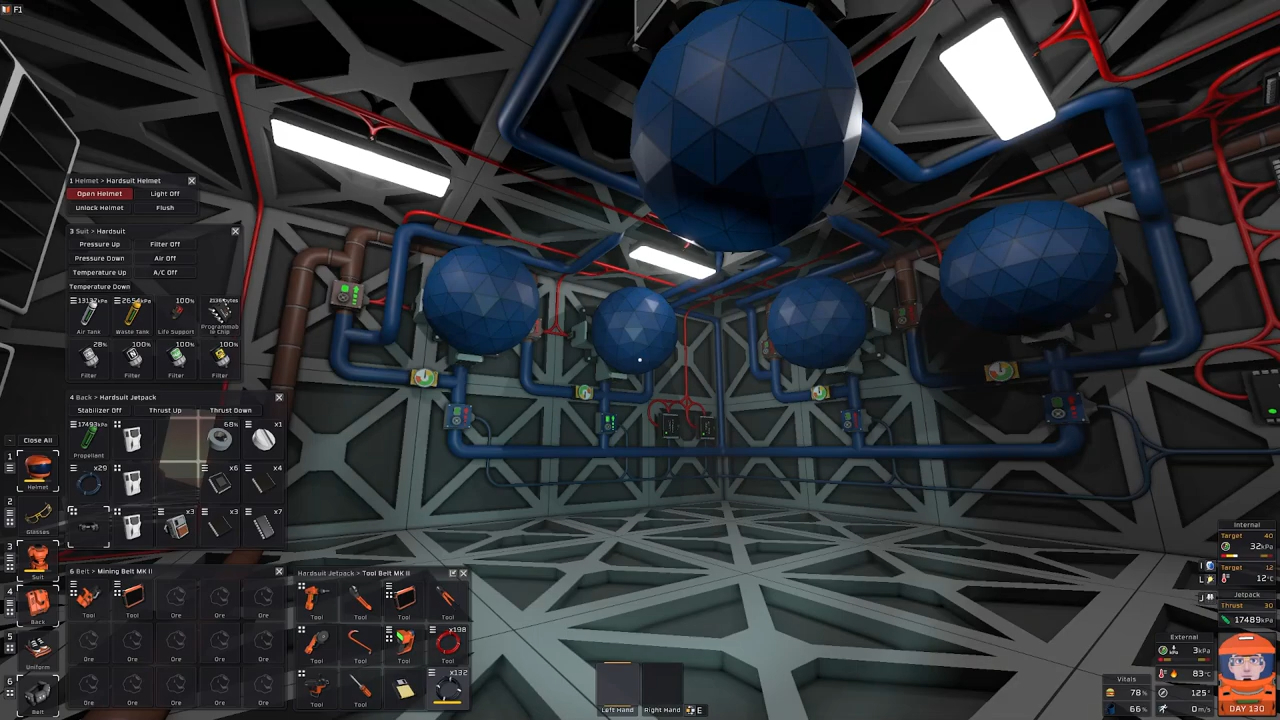 F1
1 Helmet > Hardsuit Helmet
Open Helmet Light Off
Unlock Helmet Flush
3 Suit > Hardsuit
Pressure Up Filter Off
Pressure Down Air Off
Temperature Up A/C Off
Temperature Down
100%
Air Tank Waste Tank Life Support Programmable Chip
28% 100% 100% 100%
Filter Filter Filter Filter
4 Back > Hardsuit Jetpack
Stabilizer Off Thrust Up Thrust Down
17493kPa 68% x1
Propellent
x29 x6 x4
x3 x3 x7
- Close All
1
Helmet
2
Glasses
3
Suit
4
Back
5
Uniform
6
Belt
6 Belt > Mining Belt MK II
Tool Tool Ore Ore Ore
Ore Ore Ore Ore Ore
Ore Ore Ore Ore Ore
Hardsuit Jetpack > Tool Belt MK II
Tool Tool Tool Tool
x198
Tool Tool Tool Tool
x132
Tool Tool
Left Hand Right Hand E
Internal
Target 40
32kPa
Target 12
12°C
Jetpack
Thrust 30
17489kPa
External
3kPa
83°C
125°
0m/s
Vitals
78%
66%
DAY 130